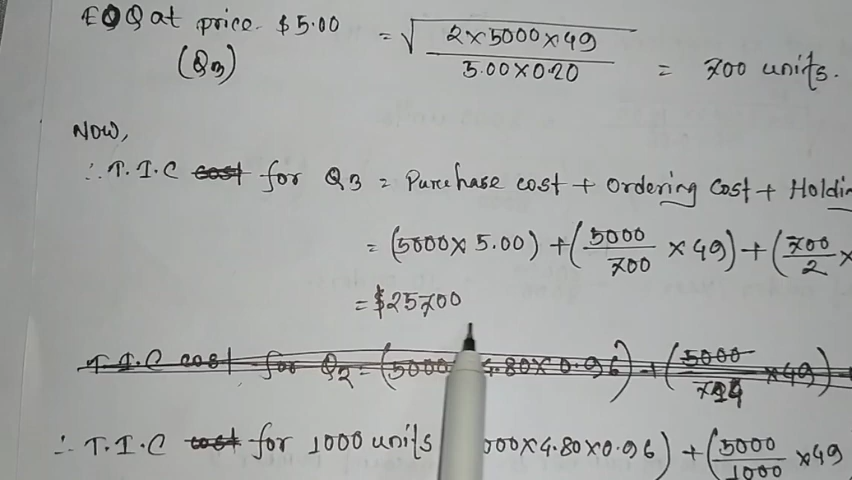 EOQ at price $5.00 = √ 2×5000×49 / 5.00×0.20 = 700 units.
(Q3)
Now,
∴ T.I.C cost for Q3 = Purchase cost + Ordering Cost + Holdin
= (5000× 5.00) + (5000/700 × 49) + (700/2 ×
= $25700
T.I.C cost for Q2 = (5000 4.80×0.96) + (5000/ ×49) +
∴ T.I.C cost for 1000 units 000×4.80×0.96) + (5000/1000 ×49